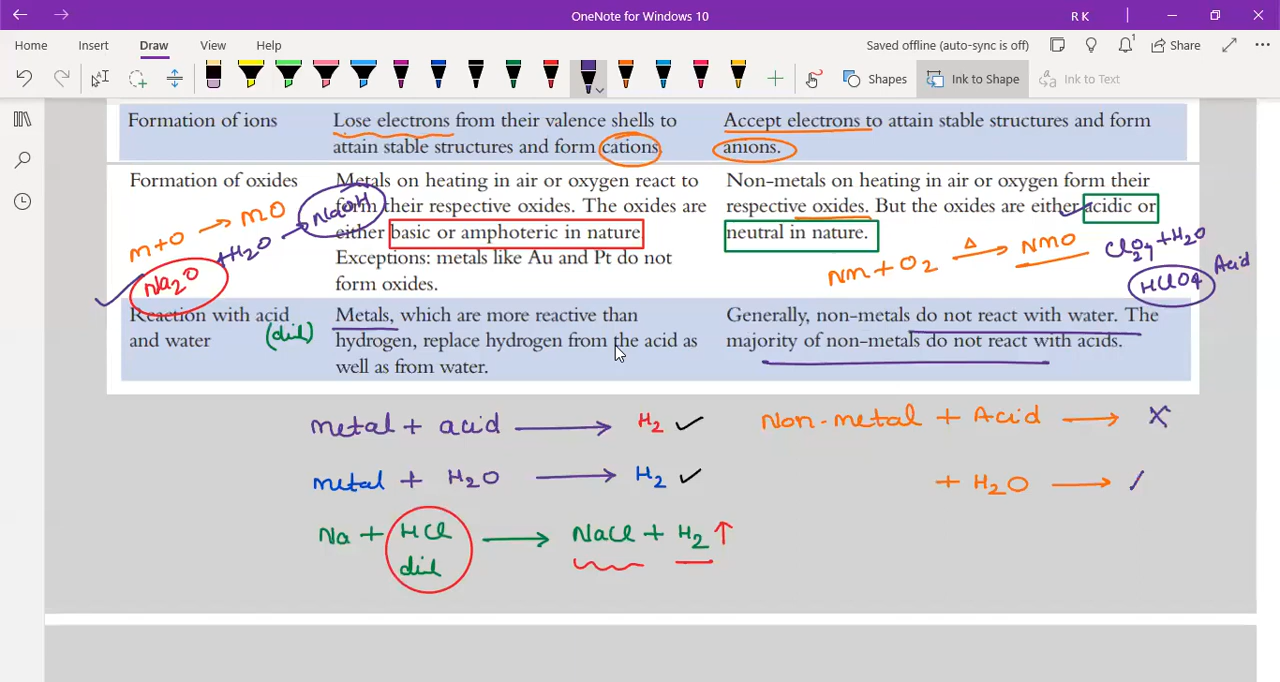 OneNote for Windows 10
R K
Home Insert Draw View Help
Saved offline (auto-sync is off) Share
Shapes Ink to Shape Ink to Text
Formation of ions
Lose electrons from their valence shells to
attain stable structures and form cations.
Accept electrons to attain stable structures and form
anions.
Formation of oxides
Metals on heating in air or oxygen react to
form their respective oxides. The oxides are
either basic or amphoteric in nature
Exceptions: metals like Au and Pt do not
form oxides.
Non-metals on heating in air or oxygen form their
respective oxides. But the oxides are either acidic or
neutral in nature.
m+O → MO
Na2O +H2O → NaOH
NM + O2 Δ→ NMO
Cl2O7 + H2O
HClO4 Acid
Reaction with acid
and water
(dil)
Metals, which are more reactive than
hydrogen, replace hydrogen from the acid as
well as from water.
Generally, non-metals do not react with water. The
majority of non-metals do not react with acids.
metal + acid → H2 ✓
metal + H2O → H2 ✓
Na + HCl → NaCl + H2 ↑
dil
Non-metal + Acid → X
+ H2O → /